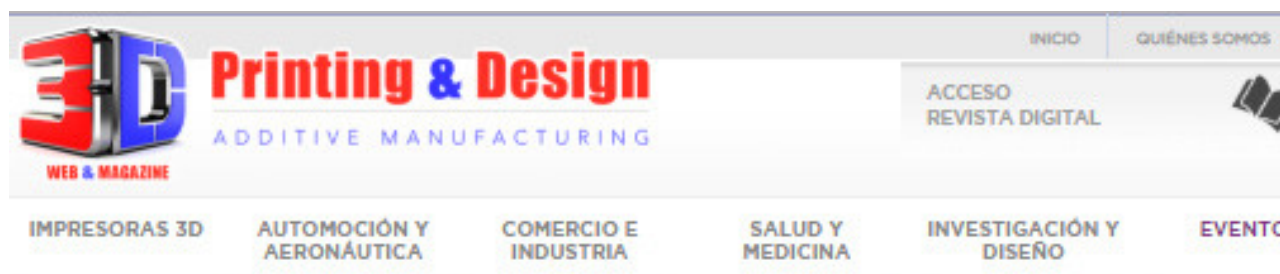 INICIO
QUIÉNES SOMOS
3D
Printing & Design
ADDITIVE MANUFACTURING
WEB & MAGAZINE
ACCESO
REVISTA DIGITAL
IMPRESORAS 3D
AUTOMOCIÓN Y
AERONÁUTICA
COMERCIO E
INDUSTRIA
SALUD Y
MEDICINA
INVESTIGACIÓN Y
DISEÑO
EVENTO